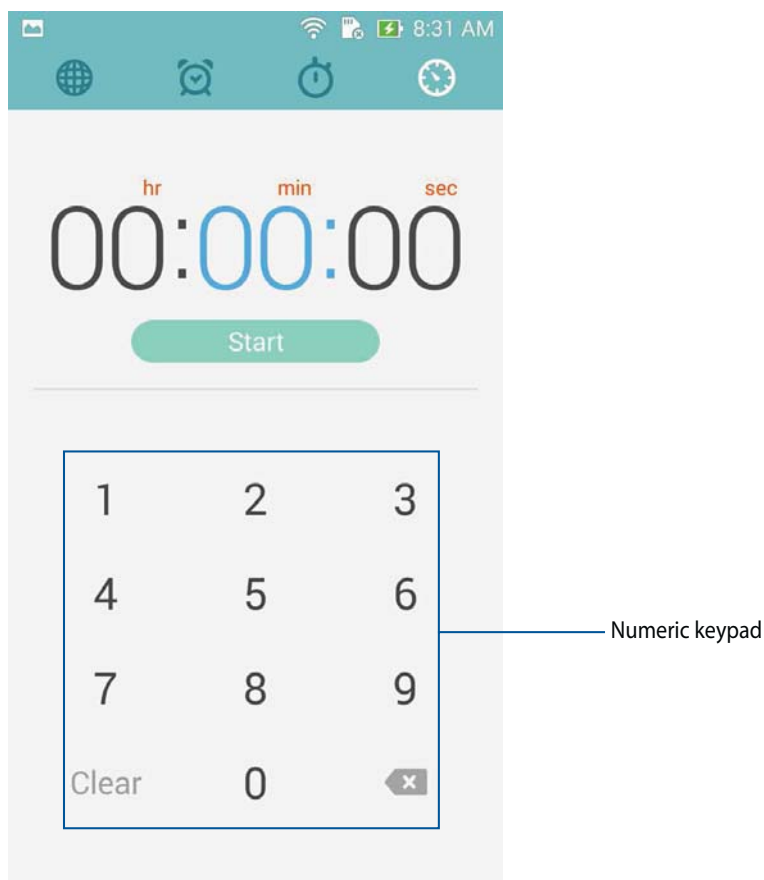 8:31 AM
hr min sec
00:00:00
Start
1 2 3
4 5 6
Numeric keypad
7 8 9
Clear 0